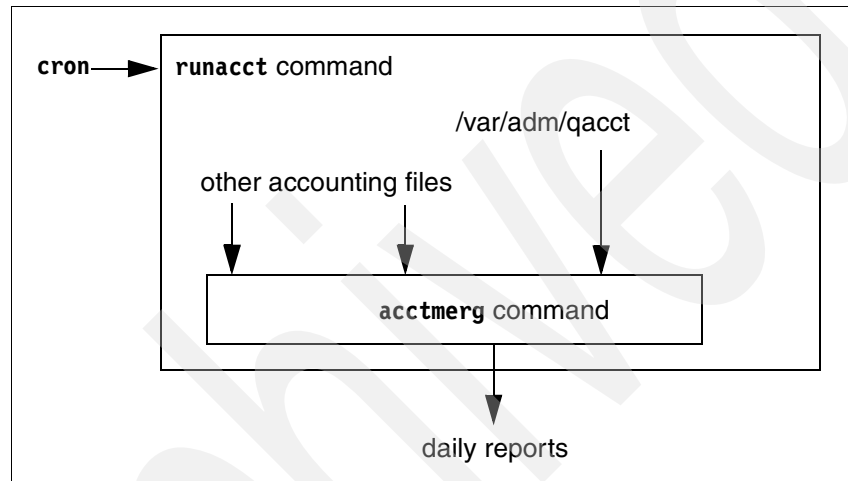 cron
runacct command
/var/adm/qacct
other accounting files
acctmerg command
daily reports